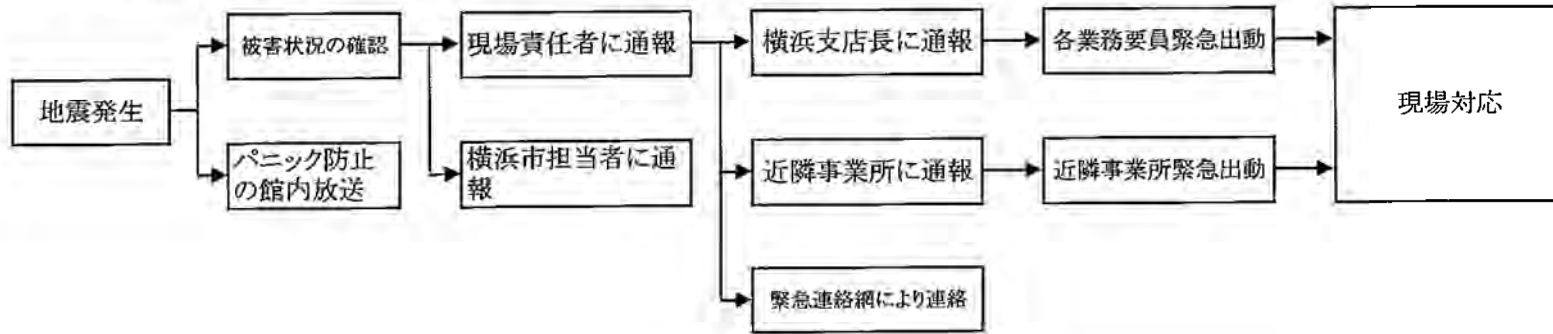 地震発生
被害状況の確認
パニック防止
の館内放送
現場責任者に通報
横浜市担当者に通
報
横浜支店長に通報
近隣事業所に通報
緊急連絡網により連絡
各業務要員緊急出動
近隣事業所緊急出動
現場対応